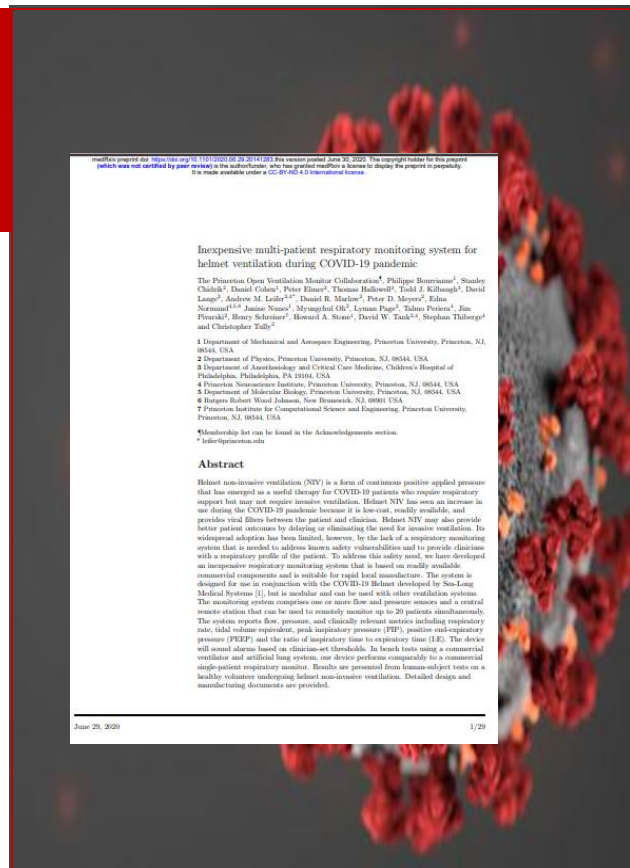 medRxiv preprint doi: https://doi.org/10.1101/2020.06.29.20141283.this version posted June 30, 2020. The copyright holder for this preprint
(which was not certified by peer review) is the author/funder, who has granted medRxiv a license to display the preprint in perpetuity.
It is made available under a CC-BY-ND 4.0 International license.
Inexpensive multi-patient respiratory monitoring system for
helmet ventilation during COVID-19 pandemic
The Princeton Open Ventilation Monitor Collaboration¶, Philippe Bourrianne1, Stanley
Chidzik2, Daniel Cohen1, Peter Elmer2, Thomas Hallowell3, Todd J. Kilbaugh3, David
Lange2, Andrew M. Leifer2,4*, Daniel R. Marlow2, Peter D. Meyers2, Edna
Normand4,5,6 Janine Nunes1, Myungchul Oh2, Lyman Page2, Talmo Periera4, Jim
Pivarski2, Henry Schreiner7, Howard A. Stone1, David W. Tank4,5, Stephan Thiberge4
and Christopher Tully2
1 Department of Mechanical and Aerospace Engineering, Princeton University, Princeton, NJ,
08544, USA
2 Department of Physics, Princeton University, Princeton, NJ, 08544, USA
3 Department of Anesthesiology and Critical Care Medicine, Children's Hospital of
Philadelphia, Philadelphia, PA 19104, USA
4 Princeton Neuroscience Institute, Princeton University, Princeton, NJ, 08544, USA
5 Department of Molecular Biology, Princeton University, Princeton, NJ, 08544, USA
6 Rutgers Robert Wood Johnson, New Brunswick, NJ, 08901 USA
7 Princeton Institute for Computational Science and Engineering, Princeton University,
Princeton, NJ, 08544, USA
¶Membership list can be found in the Acknowledgements section.
* leifer@princeton.edu
Abstract
Helmet non-invasive ventilation (NIV) is a form of continuous positive applied pressure
that has emerged as a useful therapy for COVID-19 patients who require respiratory
support but may not require invasive ventilation. Helmet NIV has seen an increase in
use during the COVID-19 pandemic because it is low-cost, readily available, and
provides viral filters between the patient and clinician. Helmet NIV may also provide
better patient outcomes by delaying or eliminating the need for invasive ventilation. Its
widespread adoption has been limited, however, by the lack of a respiratory monitoring
system that is needed to address known safety vulnerabilities and to provide clinicians
with a respiratory profile of the patient. To address this safety need, we have developed
an inexpensive respiratory monitoring system that is based on readily available
commercial components and is suitable for rapid local manufacture. The system is
designed for use in conjunction with the COVID-19 Helmet developed by Sea-Long
Medical Systems [1], but is modular and can be used with other ventilation systems.
The monitoring system comprises one or more flow and pressure sensors and a central
remote station that can be used to remotely monitor up to 20 patients simultaneously.
The system reports flow, pressure, and clinically relevant metrics including respiratory
rate, tidal volume equivalent, peak inspiratory pressure (PIP), positive end-expiratory
pressure (PEEP) and the ratio of inspiratory time to expiratory time (I:E). The device
will sound alarms based on clinician-set thresholds. In bench tests using a commercial
ventilator and artificial lung system, one device performs comparably to a commercial
single-patient respiratory monitor. Results are presented from human-subject tests on a
healthy volunteer undergoing helmet non-invasive ventilation. Detailed design and
manufacturing documents are provided.
June 29, 2020
1/29